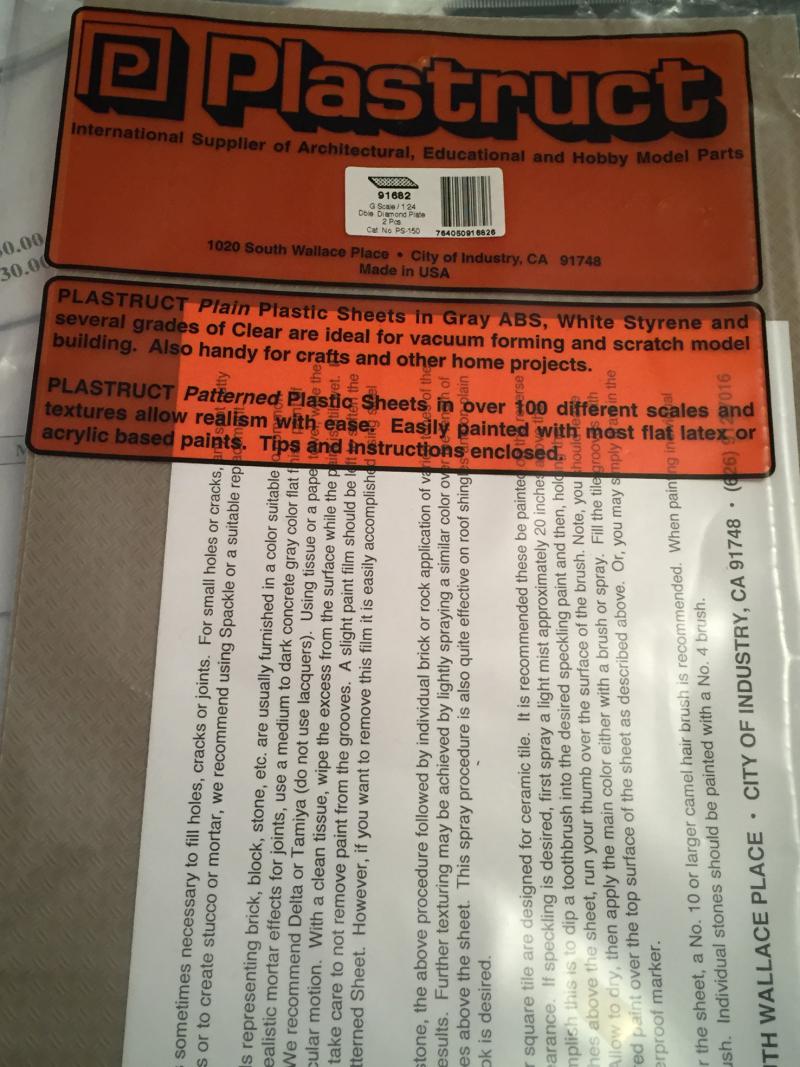 Plastruct
International Supplier of Architectural, Educational and Hobby Model Parts
91682
G Scale / 1:24
Dble Diamond Plate
2 Pcs
Cat No PS-150
764050916826
1020 South Wallace Place • City of Industry, CA 91748
Made in USA
PLASTRUCT Plain Plastic Sheets in Gray ABS, White Styrene and
several grades of Clear are ideal for vacuum forming and scratch model
building. Also handy for crafts and other home projects.
PLASTRUCT Patterned Plastic Sheets in over 100 different scales and
textures allow realism with ease. Easily painted with most flat latex or
acrylic based paints. Tips and Instructions enclosed.
0.00
30.00
sometimes necessary to fill holes, cracks or joints. For small holes or cracks,
s or to create stucco or mortar, we recommend using Spackle or a suitable
ls representing brick, block, stone, etc. are usually furnished in a color suitable
ealistic mortar effects for joints, use a medium to dark concrete gray color flat
We recommend Delta or Tamiya (do not use lacquers). Using tissue or a
cular motion. With a clean tissue, wipe the excess from the surface while the
take care to not remove paint from the grooves. A slight paint film should be
tterned Sheet. However, if you want to remove this film it is easily accomplished
stone, the above procedure followed by individual brick or rock application of
esults. Further texturing may be achieved by lightly spraying a similar color over
es above the sheet. This spray procedure is also quite effective on roof
ok is desired.
r square tile are designed for ceramic tile. It is recommended these be painted
arance. If speckling is desired, first spray a light mist approximately 20 inches
mplish this is to dip a toothbrush into the desired speckling paint and then,
hes above the sheet, run your thumb over the surface of the brush. Note, you should
Allow to dry, then apply the main color either with a brush or spray. Fill the tile
ed paint over the top surface of the sheet as described above. Or, you may simply in the
erproof marker.
r the sheet, a No. 10 or larger camel hair brush is recommended. When painting individual
ush. Individual stones should be painted with a No. 4 brush.
TH WALLACE PLACE • CITY OF INDUSTRY, CA 91748 •